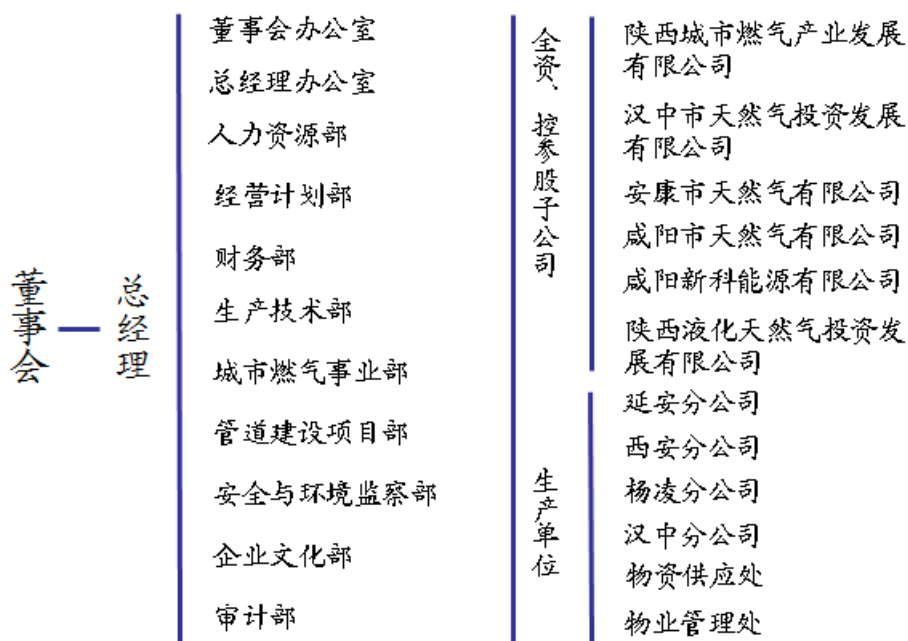 董事会
总经理
董事会办公室
总经理办公室
人力资源部
经营计划部
财务部
生产技术部
城市燃气事业部
管道建设项目部
安全与环境监察部
企业文化部
审计部
全资、控参股子公司
陕西城市燃气产业发展
有限公司
汉中市天然气投资发展
有限公司
安康市天然气有限公司
咸阳市天然气有限公司
咸阳新科能源有限公司
陕西液化天然气投资发
展有限公司
生产单位
延安分公司
西安分公司
杨凌分公司
汉中分公司
物资供应处
物业管理处